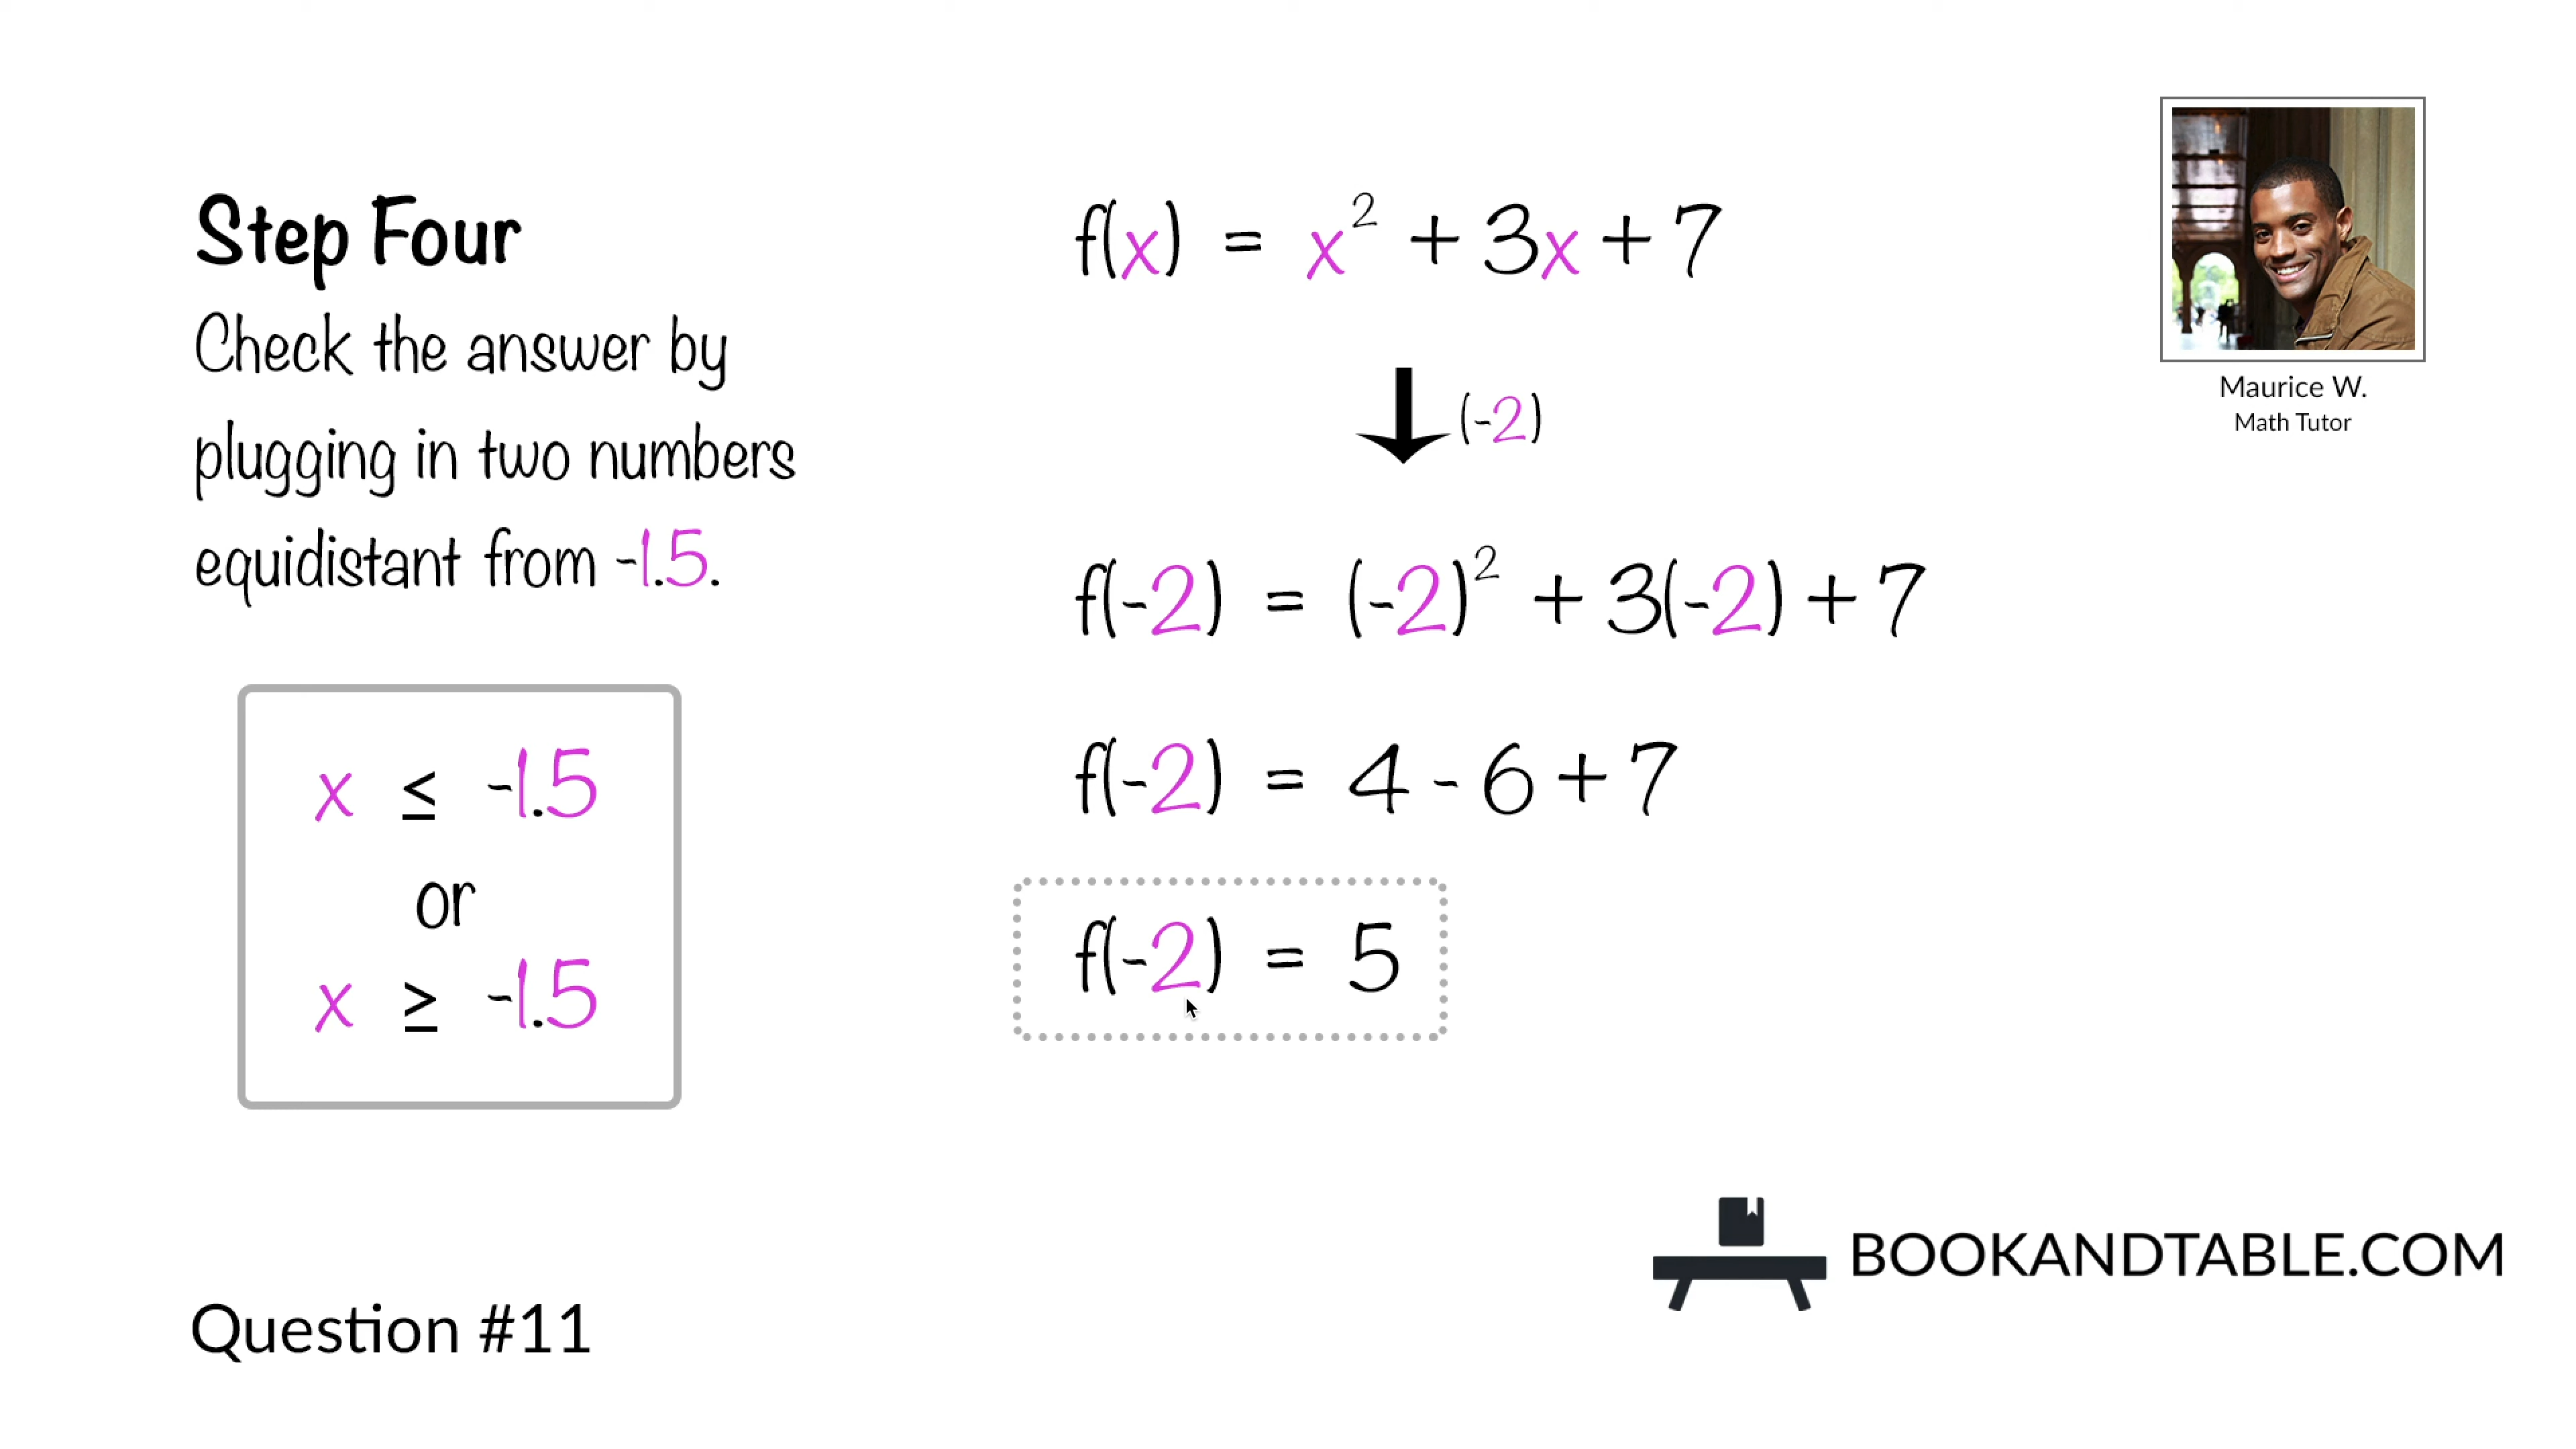 Step Four
Check the answer by
plugging in two numbers
equidistant from -1.5.
x ≤ -1.5
or
x ≥ -1.5
f(x) = x² + 3x + 7
(-2)
f(-2) = (-2)² + 3(-2) + 7
f(-2) = 4 - 6 + 7
f(-2) = 5
Maurice W.
Math Tutor
Question #11
BOOKANDTABLE.COM